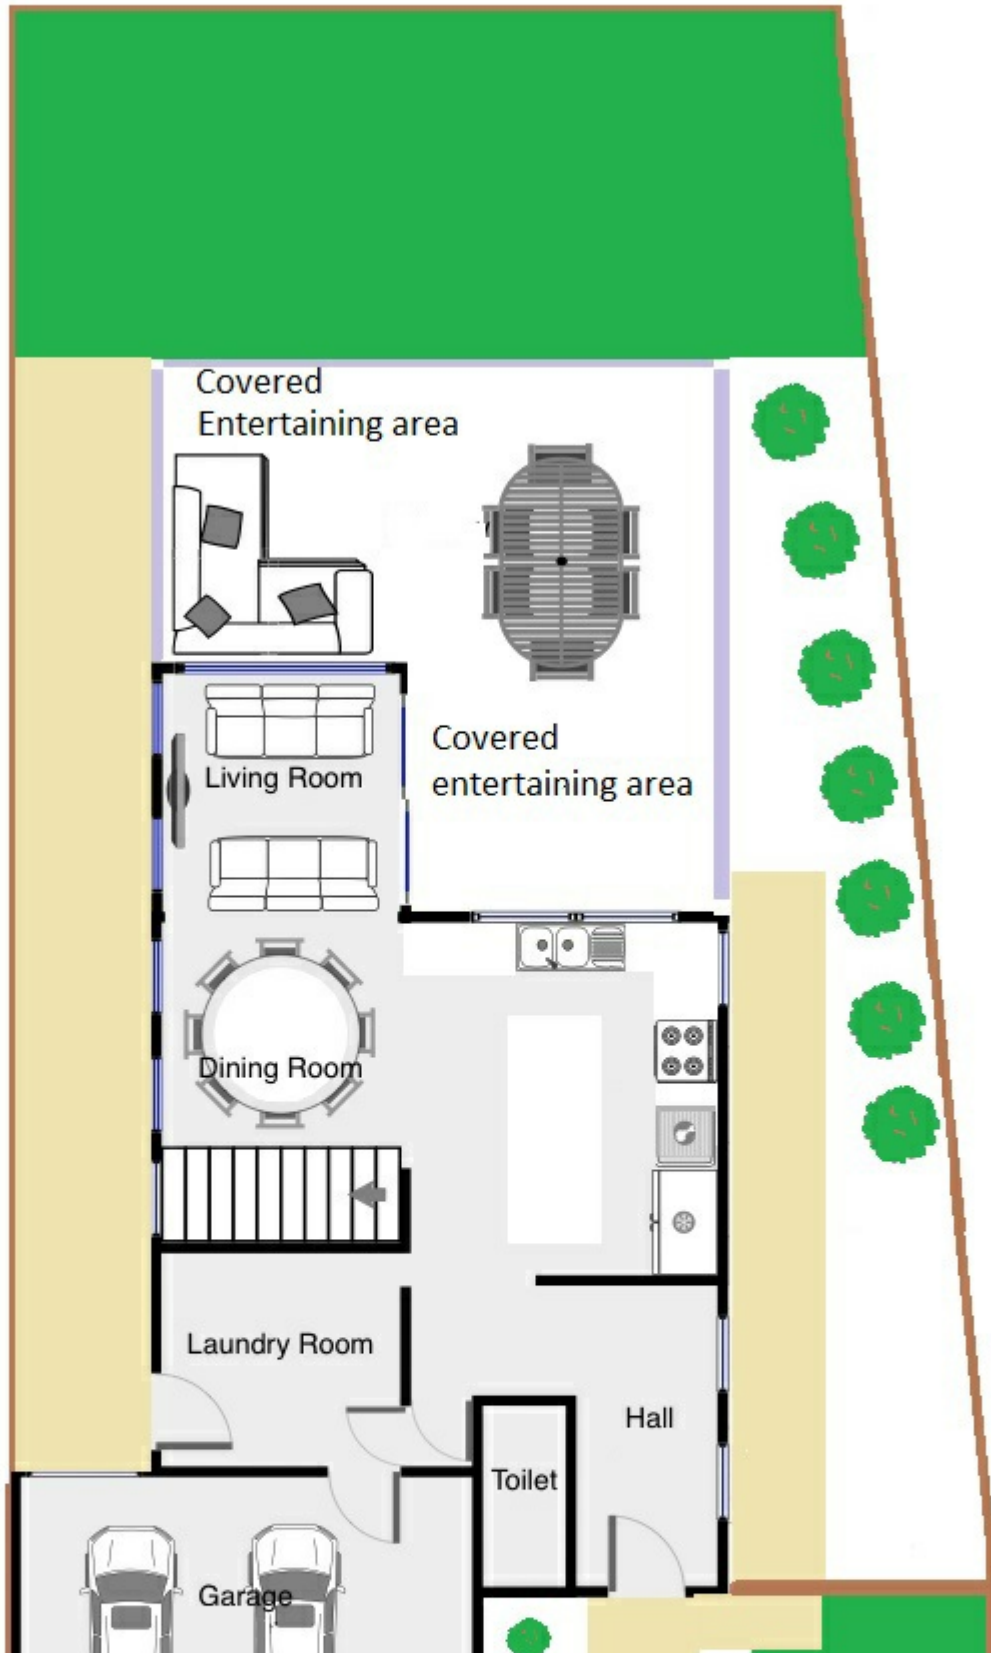 Covered
Entertaining area
Covered
entertaining area
Living Room
Dining Room
Laundry Room
Hall
Toilet
Garage